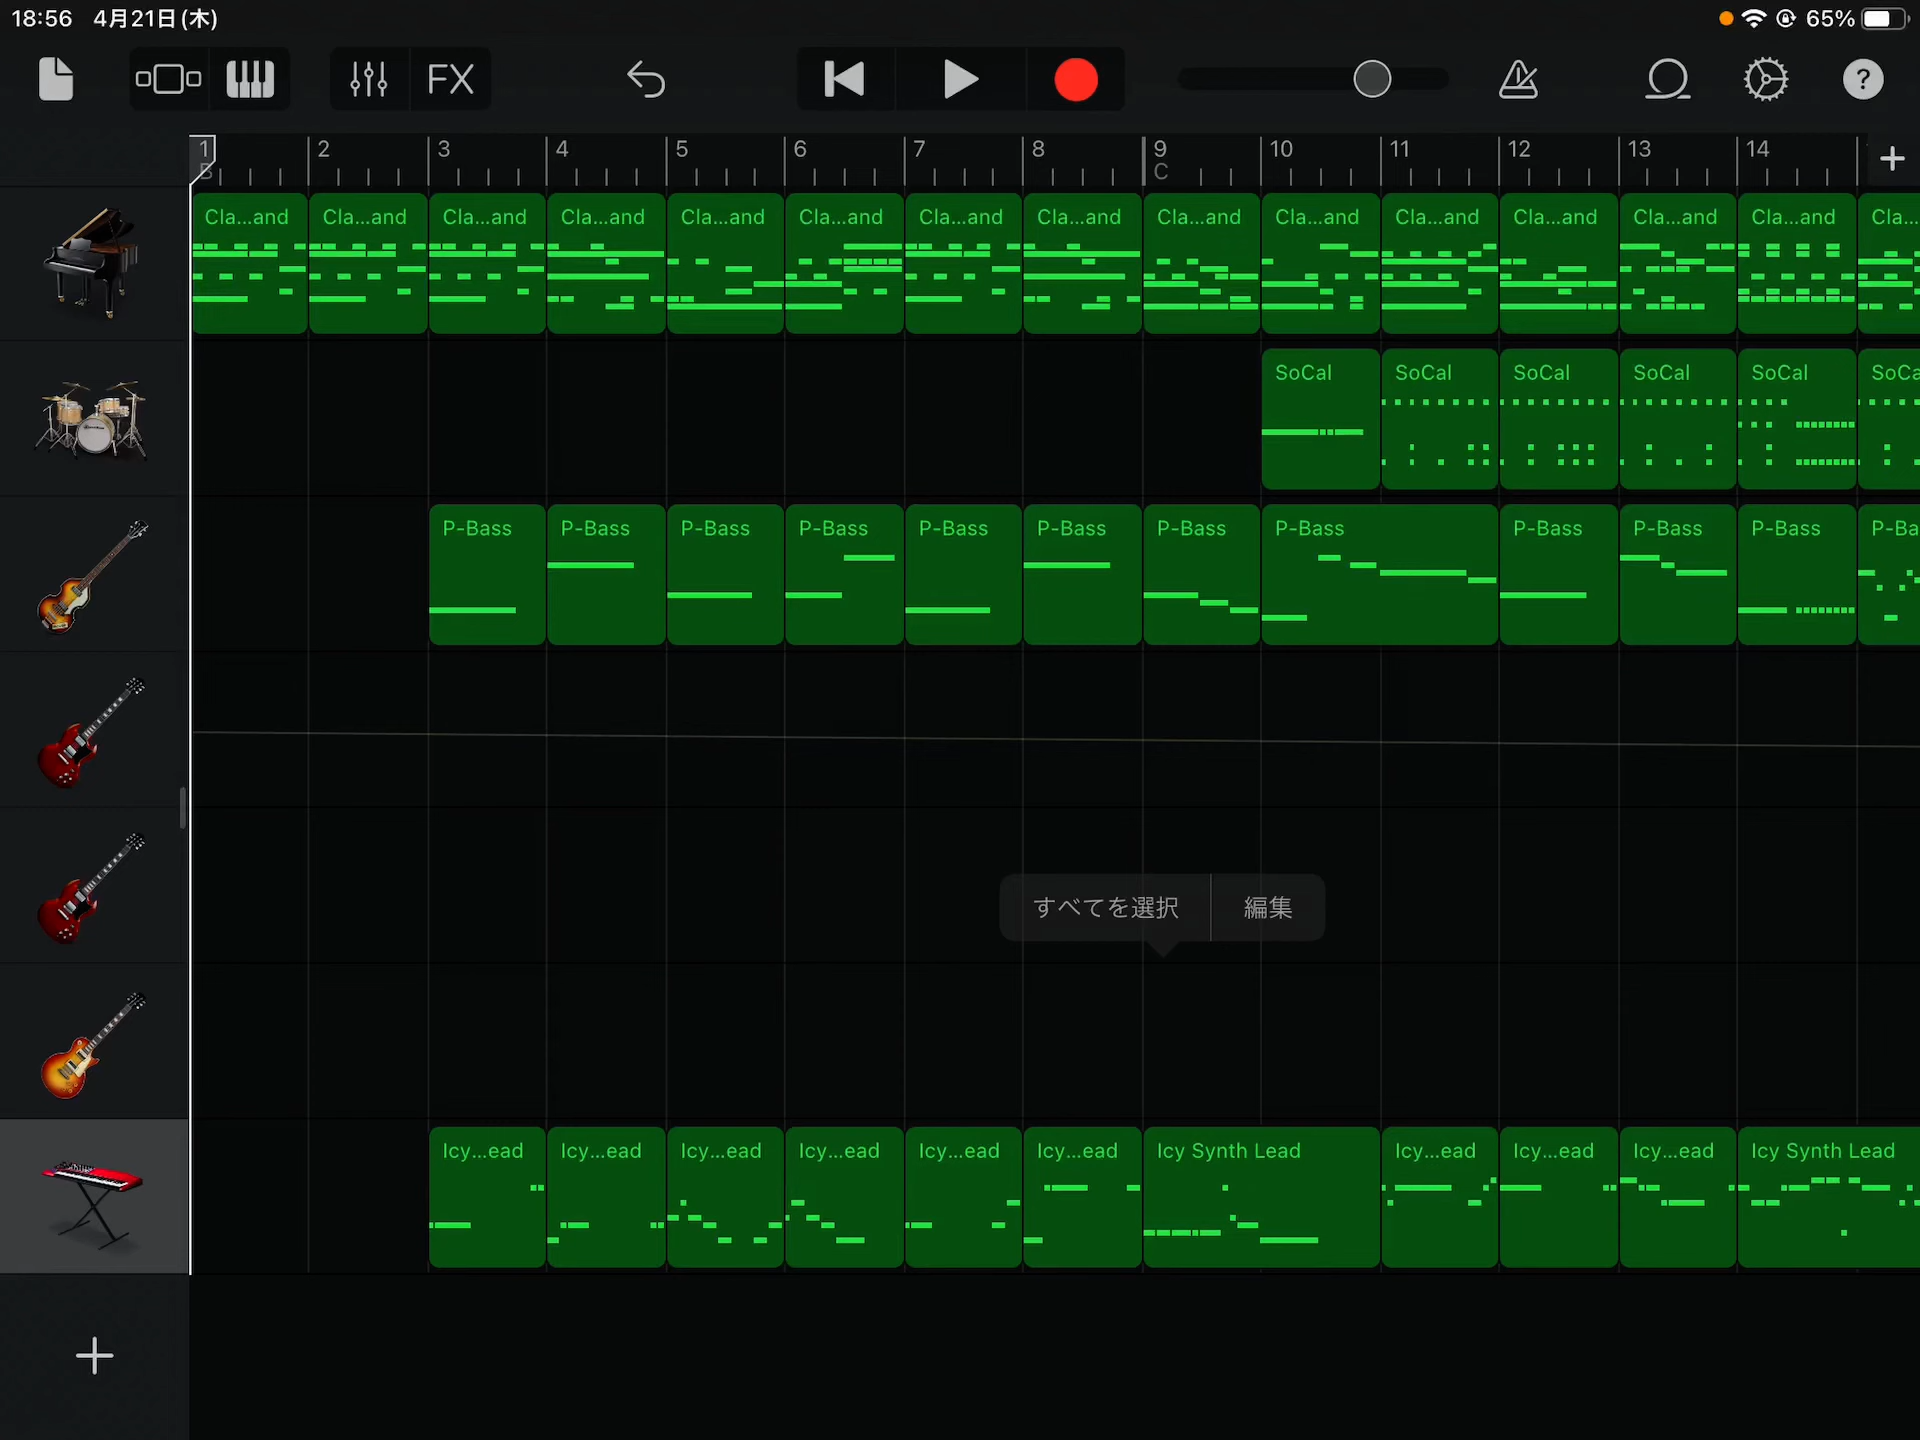 18:56 4月21日(木) 65%
FX
1 2 3 4 5 6 7 8 9 10 11 12 13 14
B C
Cla...and Cla...and Cla...and Cla...and Cla...and Cla...and Cla...and Cla...and Cla...and Cla...and Cla...and Cla...and Cla...and Cla...and Cla...
SoCal SoCal SoCal SoCal SoCal SoCa
P-Bass P-Bass P-Bass P-Bass P-Bass P-Bass P-Bass P-Bass P-Bass P-Bass P-Bass P-Ba
すべてを選択 編集
Icy...ead Icy...ead Icy...ead Icy...ead Icy...ead Icy...ead Icy Synth Lead Icy...ead Icy...ead Icy...ead Icy Synth Lead